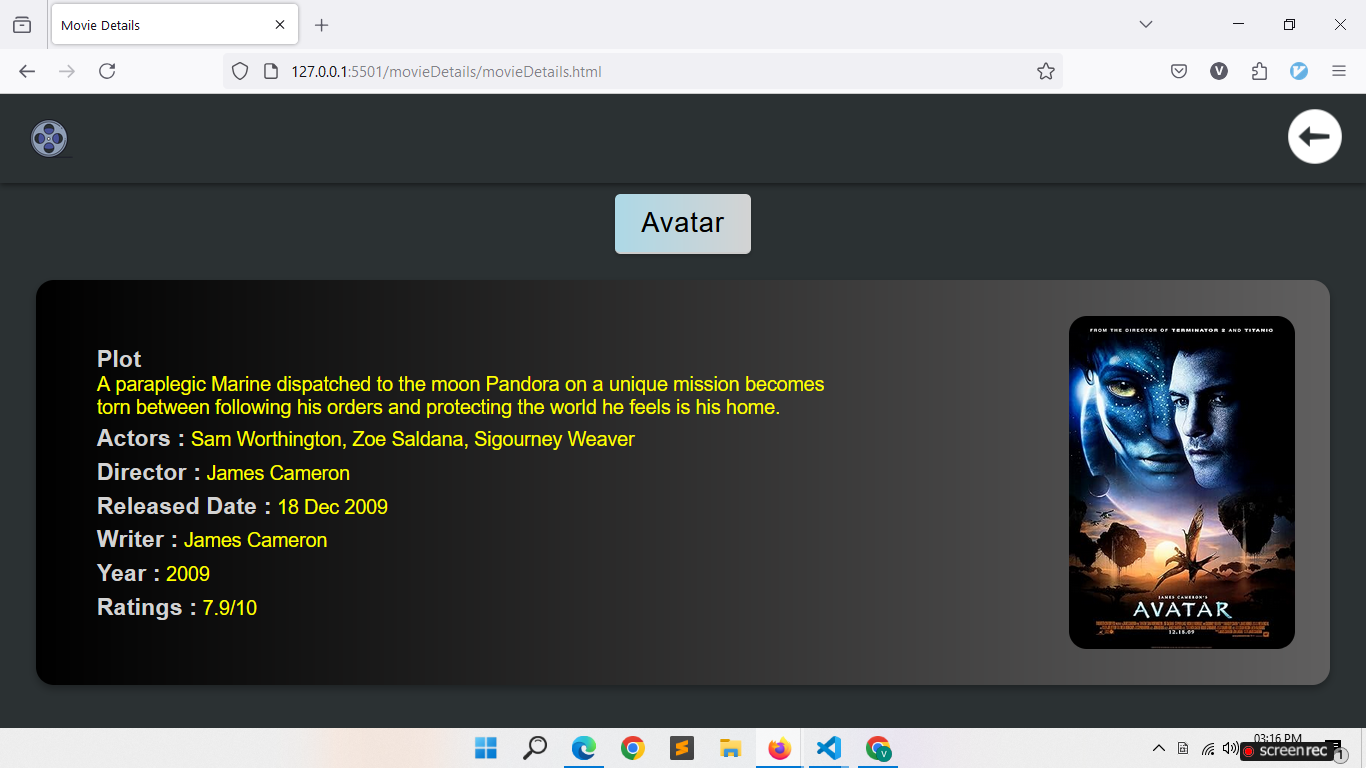 Movie Details
127.0.0.1:5501/movieDetails/movieDetails.html
V
Avatar
Plot
A paraplegic Marine dispatched to the moon Pandora on a unique mission becomes
torn between following his orders and protecting the world he feels is his home.
Actors : Sam Worthington, Zoe Saldana, Sigourney Weaver
Director : James Cameron
Released Date : 18 Dec 2009
Writer : James Cameron
Year : 2009
Ratings : 7.9/10
FROM THE DIRECTOR OF TERMINATOR 2 AND TITANIC
JAMES CAMERON'S
AVATAR
12.18.09
V
03:16 PM
screenrec
1